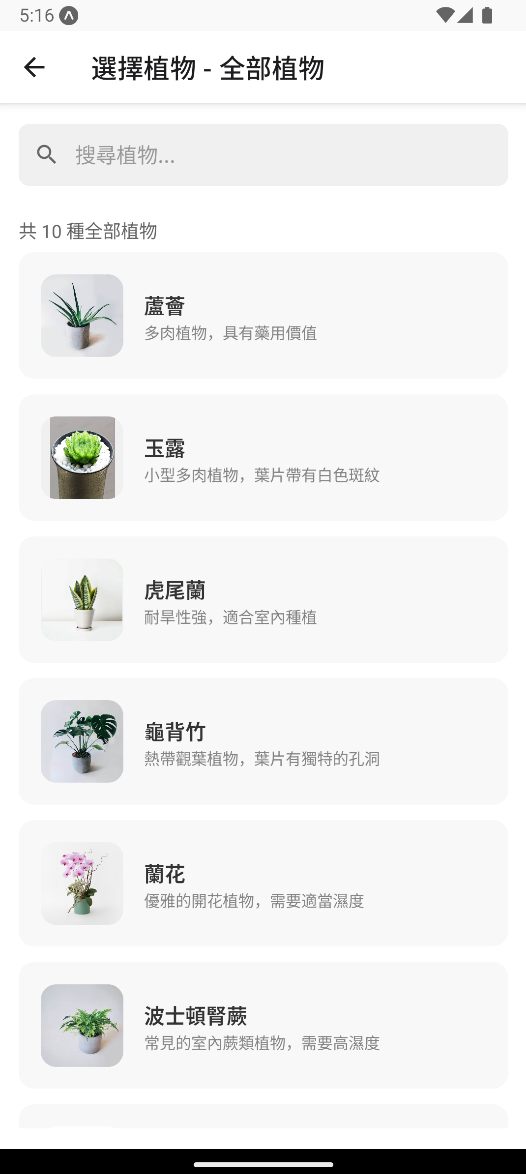 5:16
選擇植物 - 全部植物
搜尋植物...
共 10 種全部植物
蘆薈
多肉植物，具有藥用價值
玉露
小型多肉植物，葉片帶有白色斑紋
虎尾蘭
耐旱性強，適合室內種植
龜背竹
熱帶觀葉植物，葉片有獨特的孔洞
蘭花
優雅的開花植物，需要適當濕度
波士頓腎蕨
常見的室內蕨類植物，需要高濕度